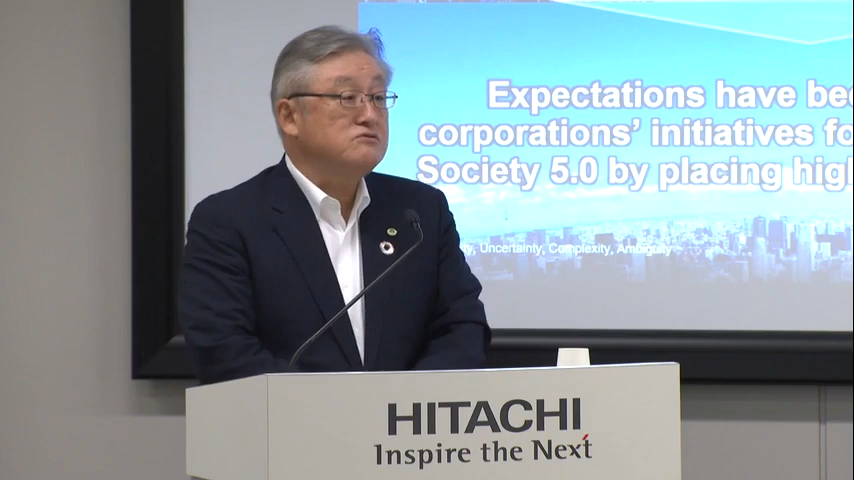 Expectations have bee
corporations' initiatives fo
Society 5.0 by placing hig
Uncertainty, Complexity, Ambiguity
HITACHI
Inspire the Next